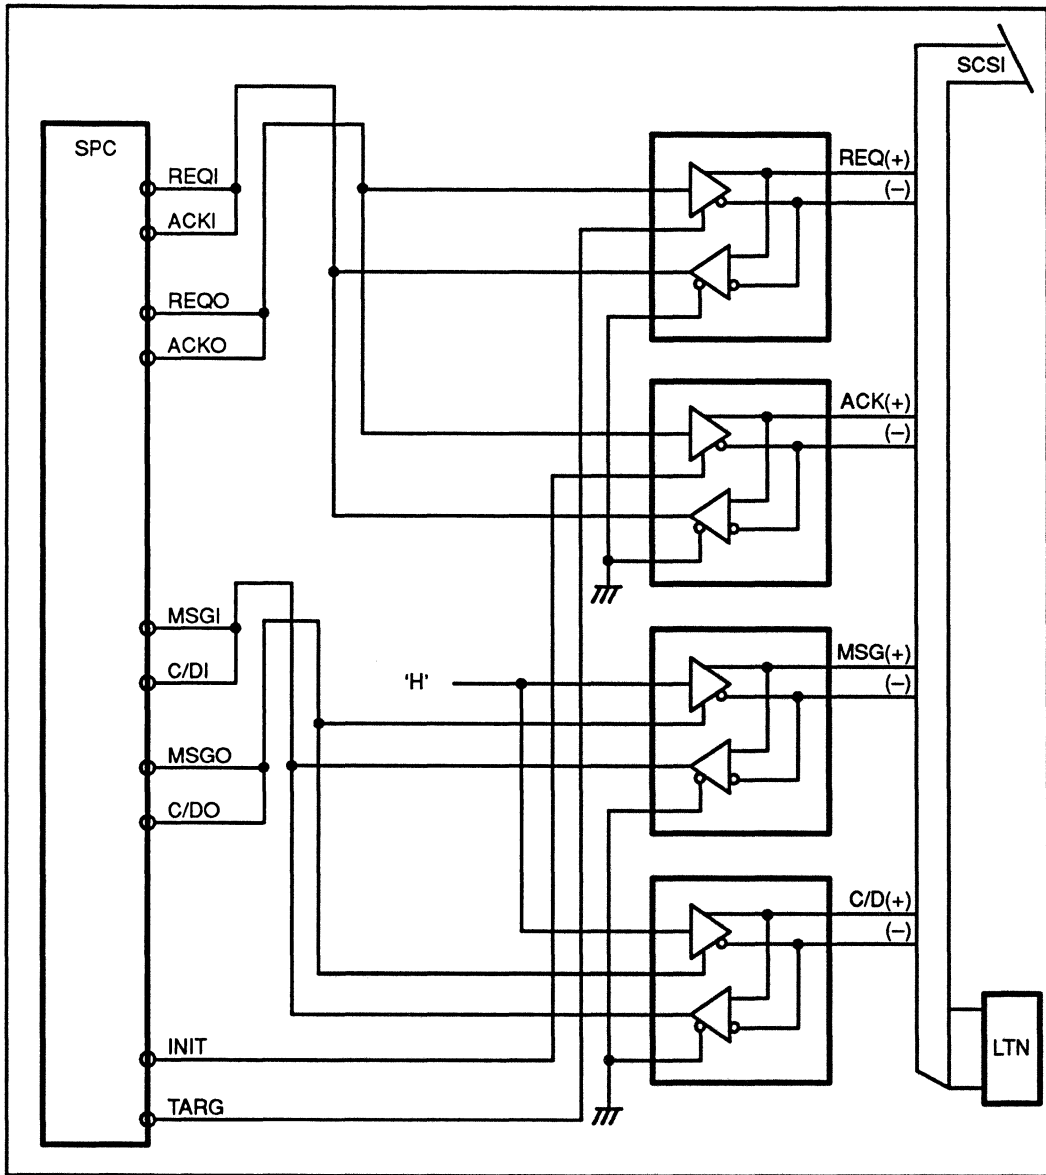 SCSI
SPC
REQI
REQ(+)
(–)
ACKI
REQO
ACKO
ACK(+)
(–)
MSGI
MSG(+)
C/DI
'H'
(–)
MSGO
C/DO
C/D(+)
(–)
INIT
LTN
TARG